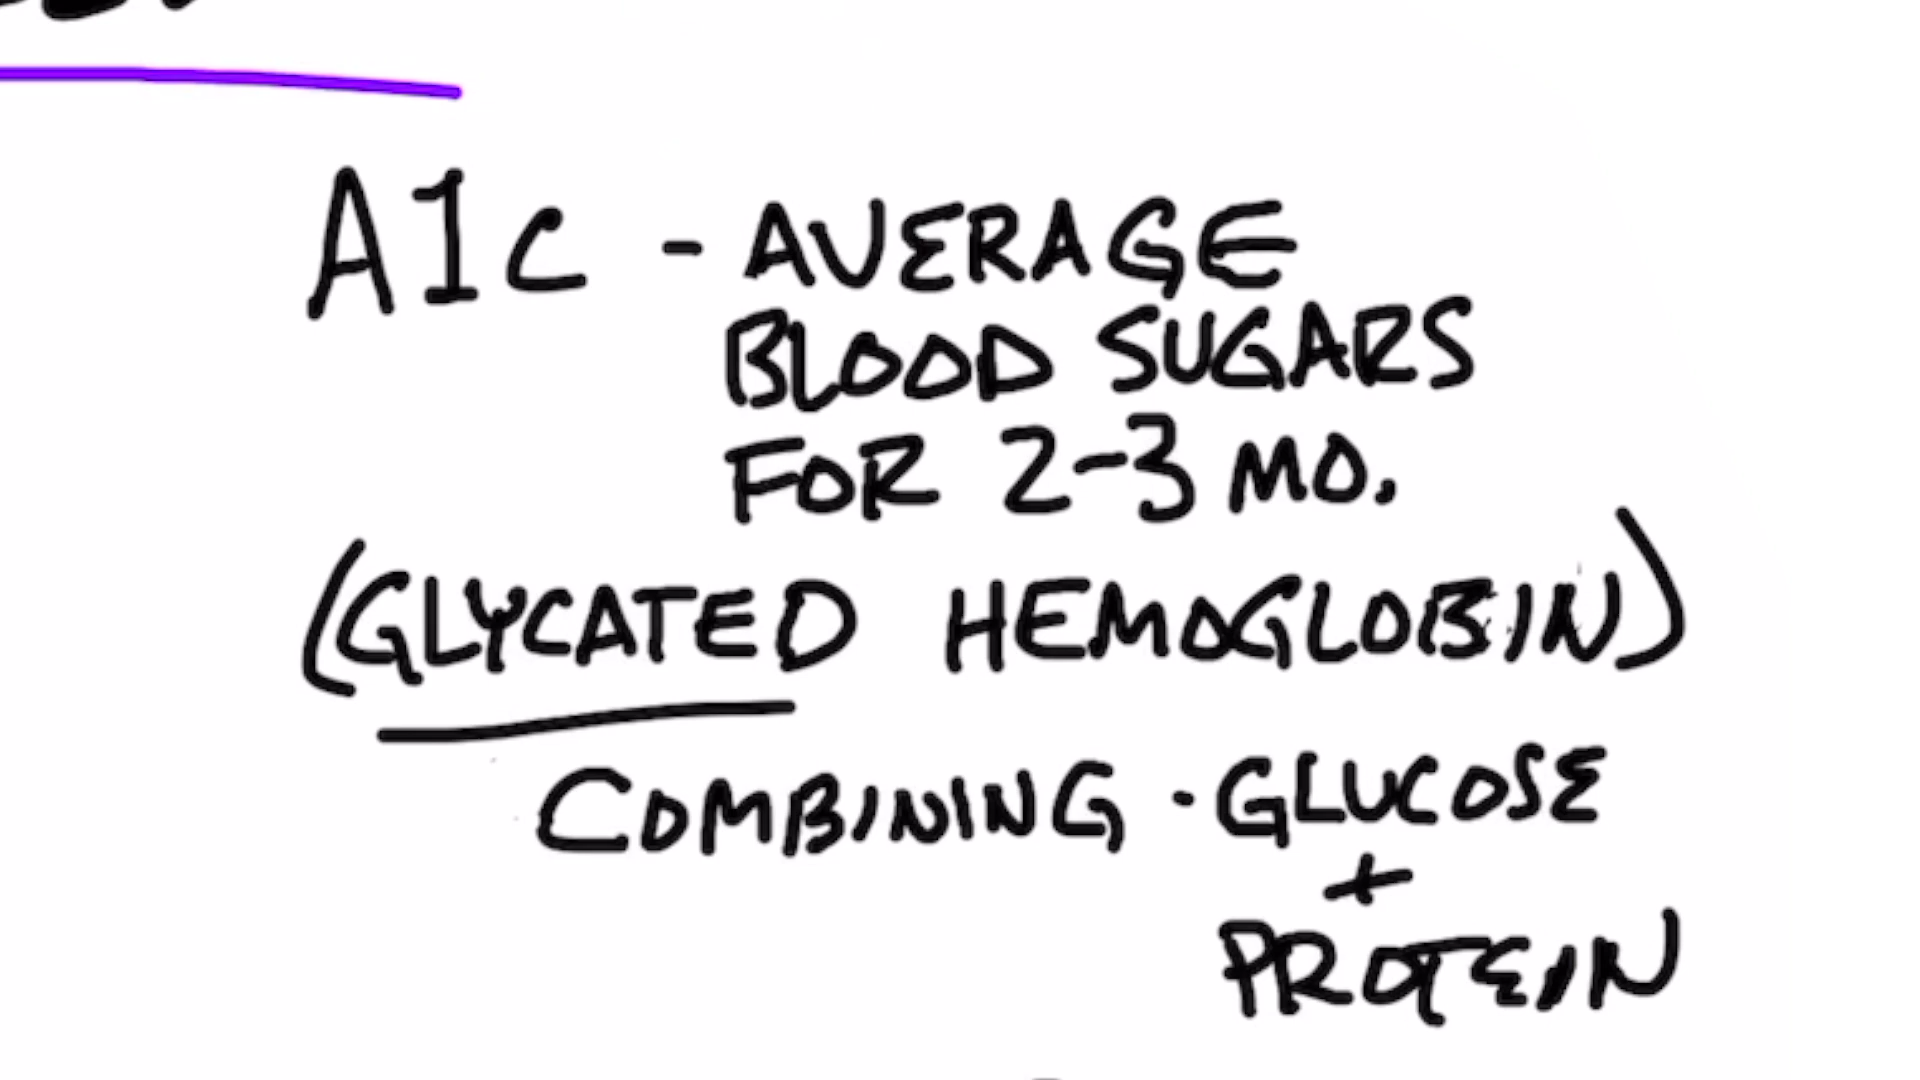 A1c - AVERAGE
BLOOD SUGARS
FOR 2-3 MO.
(GLYCATED HEMOGLOBIN)
COMBINING · GLUCOSE
+
PROTEIN